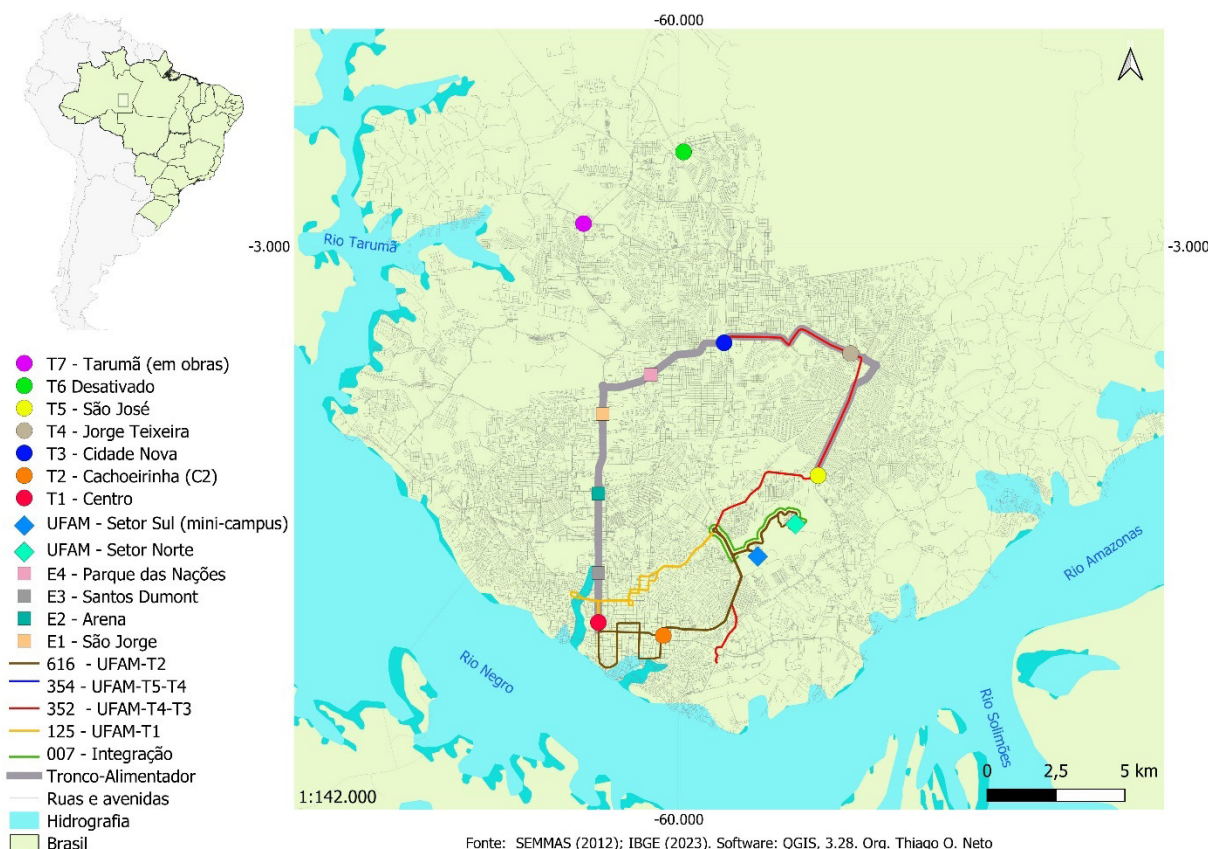 -60.000
-3.000
-3.000
Rio Tarumã
T7 - Tarumã (em obras)
T6 Desativado
T5 - São José
T4 - Jorge Teixeira
T3 - Cidade Nova
T2 - Cachoeirinha (C2)
T1 - Centro
UFAM - Setor Sul (mini-campus)
UFAM - Setor Norte
E4 - Parque das Nações
E3 - Santos Dumont
E2 - Arena
E1 - São Jorge
616 - UFAM-T2
354 - UFAM-T5-T4
352 - UFAM-T4-T3
125 - UFAM-T1
007 - Integração
Tronco-Alimentador
Ruas e avenidas
Hidrografia
Brasil
Rio Amazonas
Rio Negro
Rio Solimões
0 2,5 5 km
1:142.000
-60.000
Fonte: SEMMAS (2012); IBGE (2023). Software: QGIS, 3.28. Org. Thiago O. Neto